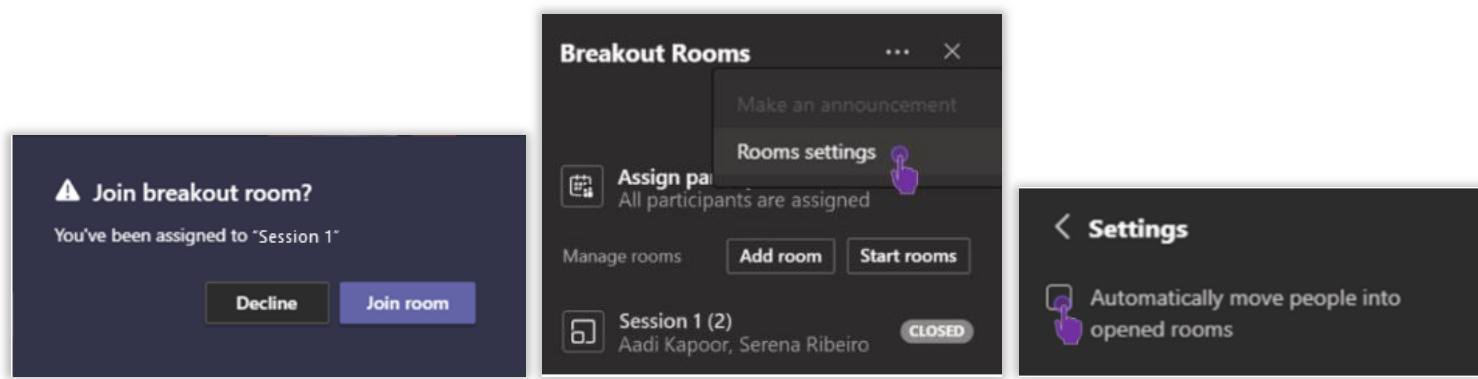 Join breakout room?
You've been assigned to "Session 1"
Decline
Join room
Breakout Rooms
Make an announcement
Rooms settings
Assign pa
All participants are assigned
Manage rooms
Add room
Start rooms
Session 1 (2)
CLOSED
Aadi Kapoor, Serena Ribeiro
Settings
Automatically move people into
opened rooms